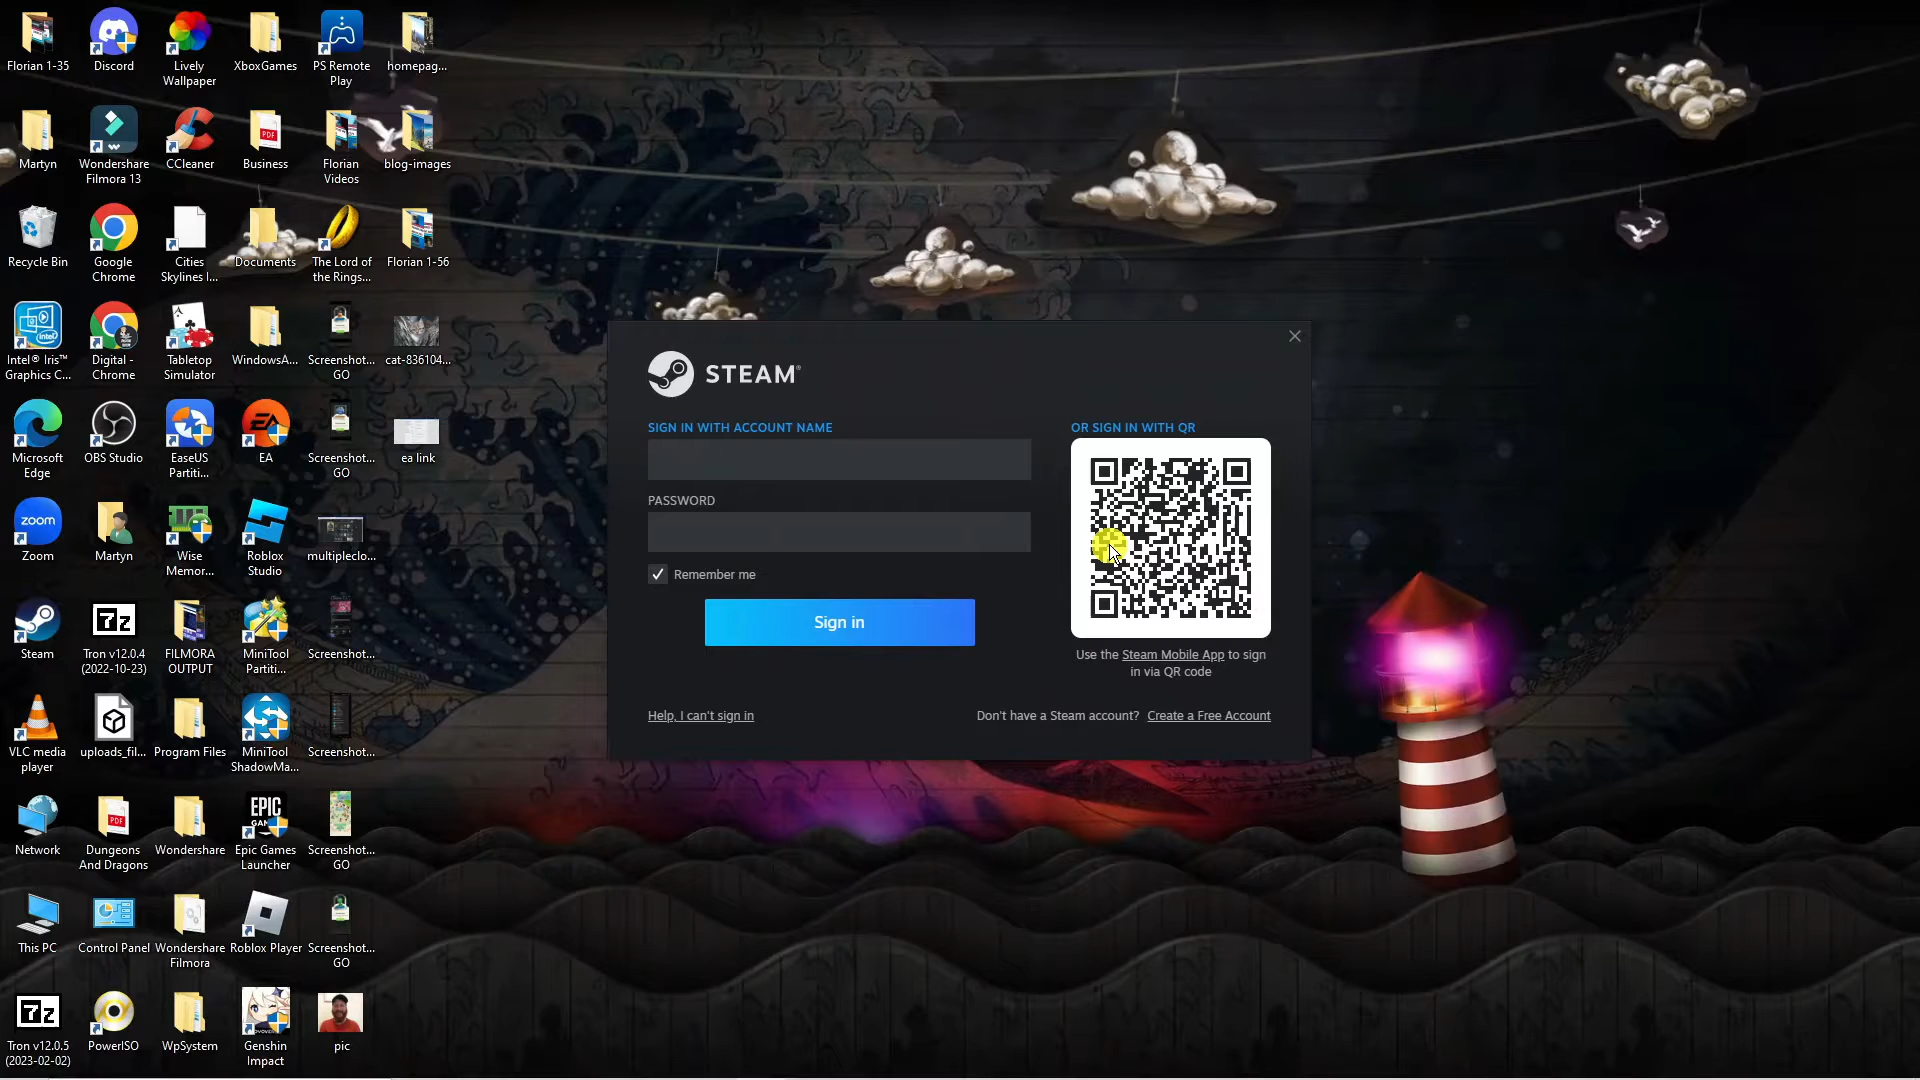 Florian 1-35
Discord
Lively
Wallpaper
XboxGames
PS Remote
Play
homepag...
Martyn
Wondershare
Filmora 13
CCleaner
Business
Florian
Videos
blog-images
Recycle Bin
Google
Chrome
Cities
Skylines I...
Documents
The Lord of
the Rings...
Florian 1-56
Intel® Iris™
Graphics C...
Digital -
Chrome
Tabletop
Simulator
WindowsA...
Screenshot...
GO
cat-836104...
Microsoft
Edge
OBS Studio
EaseUS
Partiti...
EA
Screenshot...
GO
ea link
zoom
Zoom
Martyn
Wise
Memor...
Roblox
Studio
multipleclo...
Steam
7z
Tron v12.0.4
(2022-10-23)
FILMORA
OUTPUT
MiniTool
Partiti...
Screenshot...
VLC media
player
uploads_fil...
Program Files
MiniTool
ShadowMa...
Screenshot...
Network
PDF
Dungeons
And Dragons
Wondershare
EPIC
Epic Games
Launcher
Screenshot...
GO
This PC
Control Panel
Wondershare
Filmora
Roblox Player
Screenshot...
GO
7z
Tron v12.0.5
(2023-02-02)
PowerISO
WpSystem
Genshin
Impact
pic
STEAM®
SIGN IN WITH ACCOUNT NAME
PASSWORD
Remember me
Sign in
Help, I can't sign in
OR SIGN IN WITH QR
Use the Steam Mobile App to sign
in via QR code
Don't have a Steam account? Create a Free Account